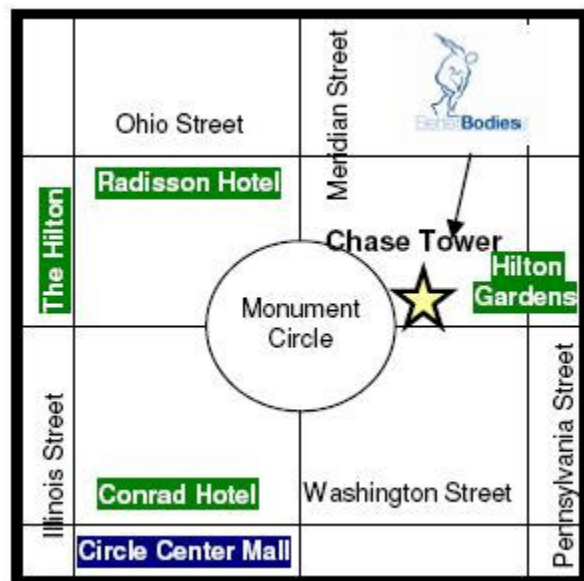 Meridian Street
BetterBodies
Ohio Street
Radisson Hotel
The Hilton
Chase Tower
Hilton
Gardens
Monument
Circle
Illinois Street
Conrad Hotel
Washington Street
Pennsylvania Street
Circle Center Mall